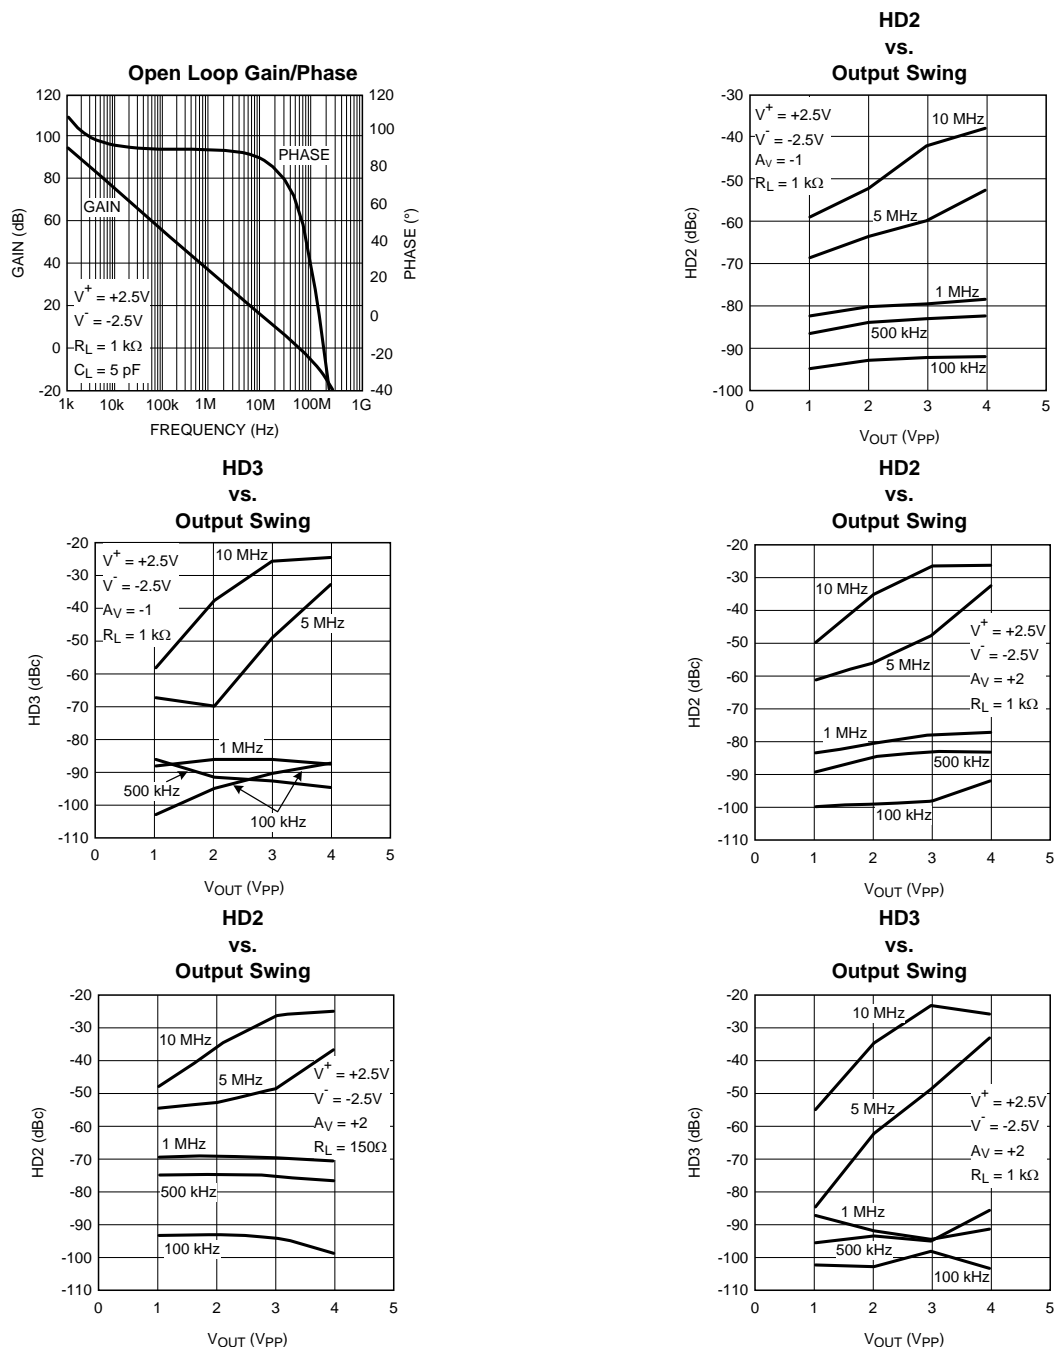 Open Loop Gain/Phase
120
100
80
60
40
20
0
-20
GAIN (dB)
120
100
80
60
40
20
0
-20
-40
PHASE (°)
PHASE
GAIN
V+ = +2.5V
V- = -2.5V
RL = 1 kΩ
CL = 5 pF
1k 10k 100k 1M 10M 100M 1G
FREQUENCY (Hz)
HD2
vs.
Output Swing
-30
-40
-50
-60
-70
-80
-90
-100
HD2 (dBc)
V+ = +2.5V
V- = -2.5V
AV = -1
RL = 1 kΩ
10 MHz
5 MHz
1 MHz
500 kHz
100 kHz
0 1 2 3 4 5
VOUT (VPP)
HD3
vs.
Output Swing
-20
-30
-40
-50
-60
-70
-80
-90
-100
-110
HD3 (dBc)
V+ = +2.5V
V- = -2.5V
AV = -1
RL = 1 kΩ
10 MHz
5 MHz
1 MHz
500 kHz
100 kHz
0 1 2 3 4 5
VOUT (VPP)
HD2
vs.
Output Swing
-20
-30
-40
-50
-60
-70
-80
-90
-100
-110
HD2 (dBc)
10 MHz
V+ = +2.5V
V- = -2.5V
AV = +2
RL = 1 kΩ
5 MHz
1 MHz
500 kHz
100 kHz
0 1 2 3 4 5
VOUT (VPP)
HD2
vs.
Output Swing
-20
-30
-40
-50
-60
-70
-80
-90
-100
-110
HD2 (dBc)
10 MHz
5 MHz
V+ = +2.5V
V- = -2.5V
AV = +2
RL = 150Ω
1 MHz
500 kHz
100 kHz
0 1 2 3 4 5
VOUT (VPP)
HD3
vs.
Output Swing
-20
-30
-40
-50
-60
-70
-80
-90
-100
-110
HD3 (dBc)
10 MHz
5 MHz
V+ = +2.5V
V- = -2.5V
AV = +2
RL = 1 kΩ
1 MHz
500 kHz
100 kHz
0 1 2 3 4 5
VOUT (VPP)